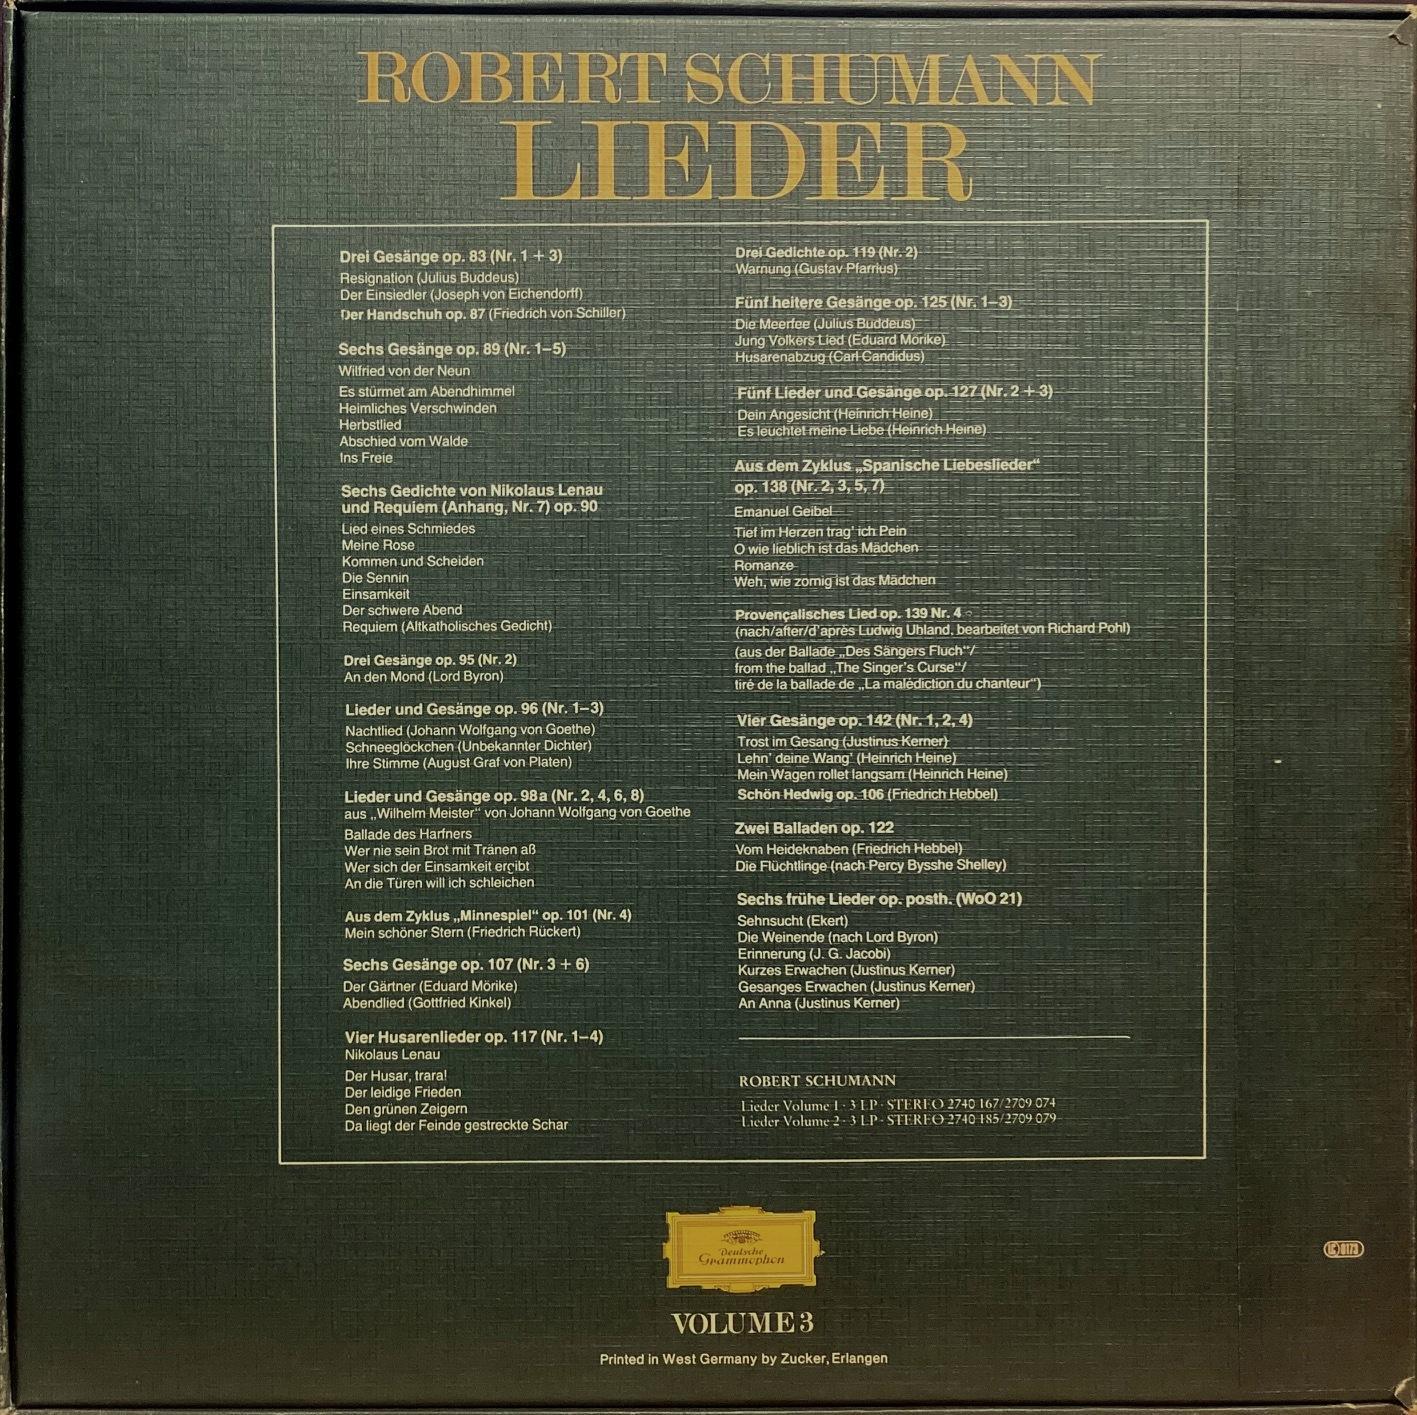 ROBERT SCHUMANN
LIEDER
Drei Gesänge op. 83 (Nr. 1 + 3)
Resignation (Julius Buddeus)
Der Einsiedler (Joseph von Eichendorff)
Der Handschuh op. 87 (Friedrich von Schiller)
Sechs Gesänge op. 89 (Nr. 1–5)
Wilfried von der Neun
Es stürmet am Abendhimmel
Heimliches Verschwinden
Herbstlied
Abschied vom Walde
Ins Freie
Sechs Gedichte von Nikolaus Lenau
und Requiem (Anhang, Nr. 7) op. 90
Lied eines Schmiedes
Meine Rose
Kommen und Scheiden
Die Sennin
Einsamkeit
Der schwere Abend
Requiem (Altkatholisches Gedicht)
Drei Gesänge op. 95 (Nr. 2)
An den Mond (Lord Byron)
Lieder und Gesänge op. 96 (Nr. 1–3)
Nachtlied (Johann Wolfgang von Goethe)
Schneeglöckchen (Unbekannter Dichter)
Ihre Stimme (August Graf von Platen)
Lieder und Gesänge op. 98a (Nr. 2, 4, 6, 8)
aus „Wilhelm Meister“ von Johann Wolfgang von Goethe
Ballade des Harfners
Wer nie sein Brot mit Tränen aß
Wer sich der Einsamkeit ergibt
An die Türen will ich schleichen
Aus dem Zyklus „Minnespiel“ op. 101 (Nr. 4)
Mein schöner Stern (Friedrich Rückert)
Sechs Gesänge op. 107 (Nr. 3 + 6)
Der Gärtner (Eduard Mörike)
Abendlied (Gottfried Kinkel)
Vier Husarenlieder op. 117 (Nr. 1–4)
Nikolaus Lenau
Der Husar, trara!
Der leidige Frieden
Den grünen Zeigern
Da liegt der Feinde gestreckte Schar
Drei Gedichte op. 119 (Nr. 2)
Warnung (Gustav Pfarrius)
Fünf heitere Gesänge op. 125 (Nr. 1–3)
Die Meerfee (Julius Buddeus)
Jung Volkers Lied (Eduard Mörike)
Husarenabzug (Carl Candidus)
Fünf Lieder und Gesänge op. 127 (Nr. 2 + 3)
Dein Angesicht (Heinrich Heine)
Es leuchtet meine Liebe (Heinrich Heine)
Aus dem Zyklus „Spanische Liebeslieder“
op. 138 (Nr. 2, 3, 5, 7)
Emanuel Geibel
Tief im Herzen trag' ich Pein
O wie lieblich ist das Mädchen
Romanze
Weh, wie zornig ist das Mädchen
Provençalisches Lied op. 139 Nr. 4
(nach/after/d'après Ludwig Uhland, bearbeitet von Richard Pohl)
(aus der Ballade „Des Sängers Fluch“/
from the ballad „The Singer's Curse“/
tiré de la ballade de „La malédiction du chanteur“)
Vier Gesänge op. 142 (Nr. 1, 2, 4)
Trost im Gesang (Justinus Kerner)
Lehn' deine Wang' (Heinrich Heine)
Mein Wagen rollet langsam (Heinrich Heine)
Schön Hedwig op. 106 (Friedrich Hebbel)
Zwei Balladen op. 122
Vom Heideknaben (Friedrich Hebbel)
Die Flüchtlinge (nach Percy Bysshe Shelley)
Sechs frühe Lieder op. posth. (WoO 21)
Sehnsucht (Ekert)
Die Weinende (nach Lord Byron)
Erinnerung (J. G. Jacobi)
Kurzes Erwachen (Justinus Kerner)
Gesanges Erwachen (Justinus Kerner)
An Anna (Justinus Kerner)
ROBERT SCHUMANN
Lieder Volume 1 · 3 LP · STEREO 2740 167/2709 074
Lieder Volume 2 · 3 LP · STEREO 2740 185/2709 079
Deutsche
Grammophon
VOLUME 3
Printed in West Germany by Zucker, Erlangen